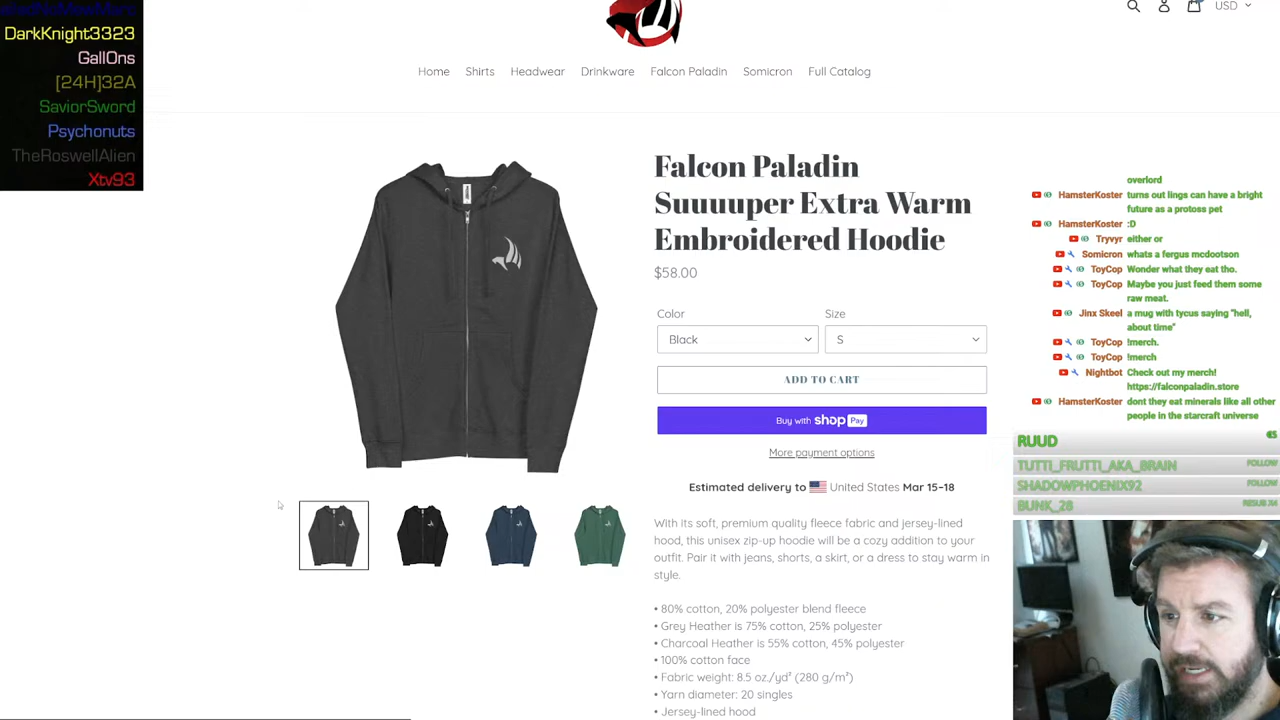 DarkKnight3323
GallOns
[24H]32A
SaviorSword
Psychonuts
TheRoswellAlien
Xtv93
USD
Home Shirts Headwear Drinkware Falcon Paladin Somicron Full Catalog
Falcon Paladin
Suuuuper Extra Warm
Embroidered Hoodie
$58.00
Color Size
Black S
ADD TO CART
Buy with shop Pay
More payment options
Estimated delivery to United States Mar 15–18
With its soft, premium quality fleece fabric and jersey-lined
hood, this unisex zip-up hoodie will be a cozy addition to your
outfit. Pair it with jeans, shorts, a skirt, or a dress to stay warm in
style.
• 80% cotton, 20% polyester blend fleece
• Grey Heather is 75% cotton, 25% polyester
• Charcoal Heather is 55% cotton, 45% polyester
• 100% cotton face
• Fabric weight: 8.5 oz./yd² (280 g/m²)
• Yarn diameter: 20 singles
• Jersey-lined hood
overlord
HamsterKoster turns out lings can have a bright
future as a protoss pet
HamsterKoster :D
Tryvyr either or
Somicron whats a fergus mcdootson
ToyCop Wonder what they eat tho.
ToyCop Maybe you just feed them some
raw meat.
Jinx Skeel a mug with tycus saying "hell,
about time"
ToyCop !merch.
ToyCop !merch
Nightbot Check out my merch!
https://falconpaladin.store
HamsterKoster dont they eat minerals like all other
people in the starcraft universe
RUUD
TUTTI_FRUTTI_AKA_BRAIN FOLLOW
SHADOWPHOENIX92 FOLLOW
BUNK_28 RESUB X4